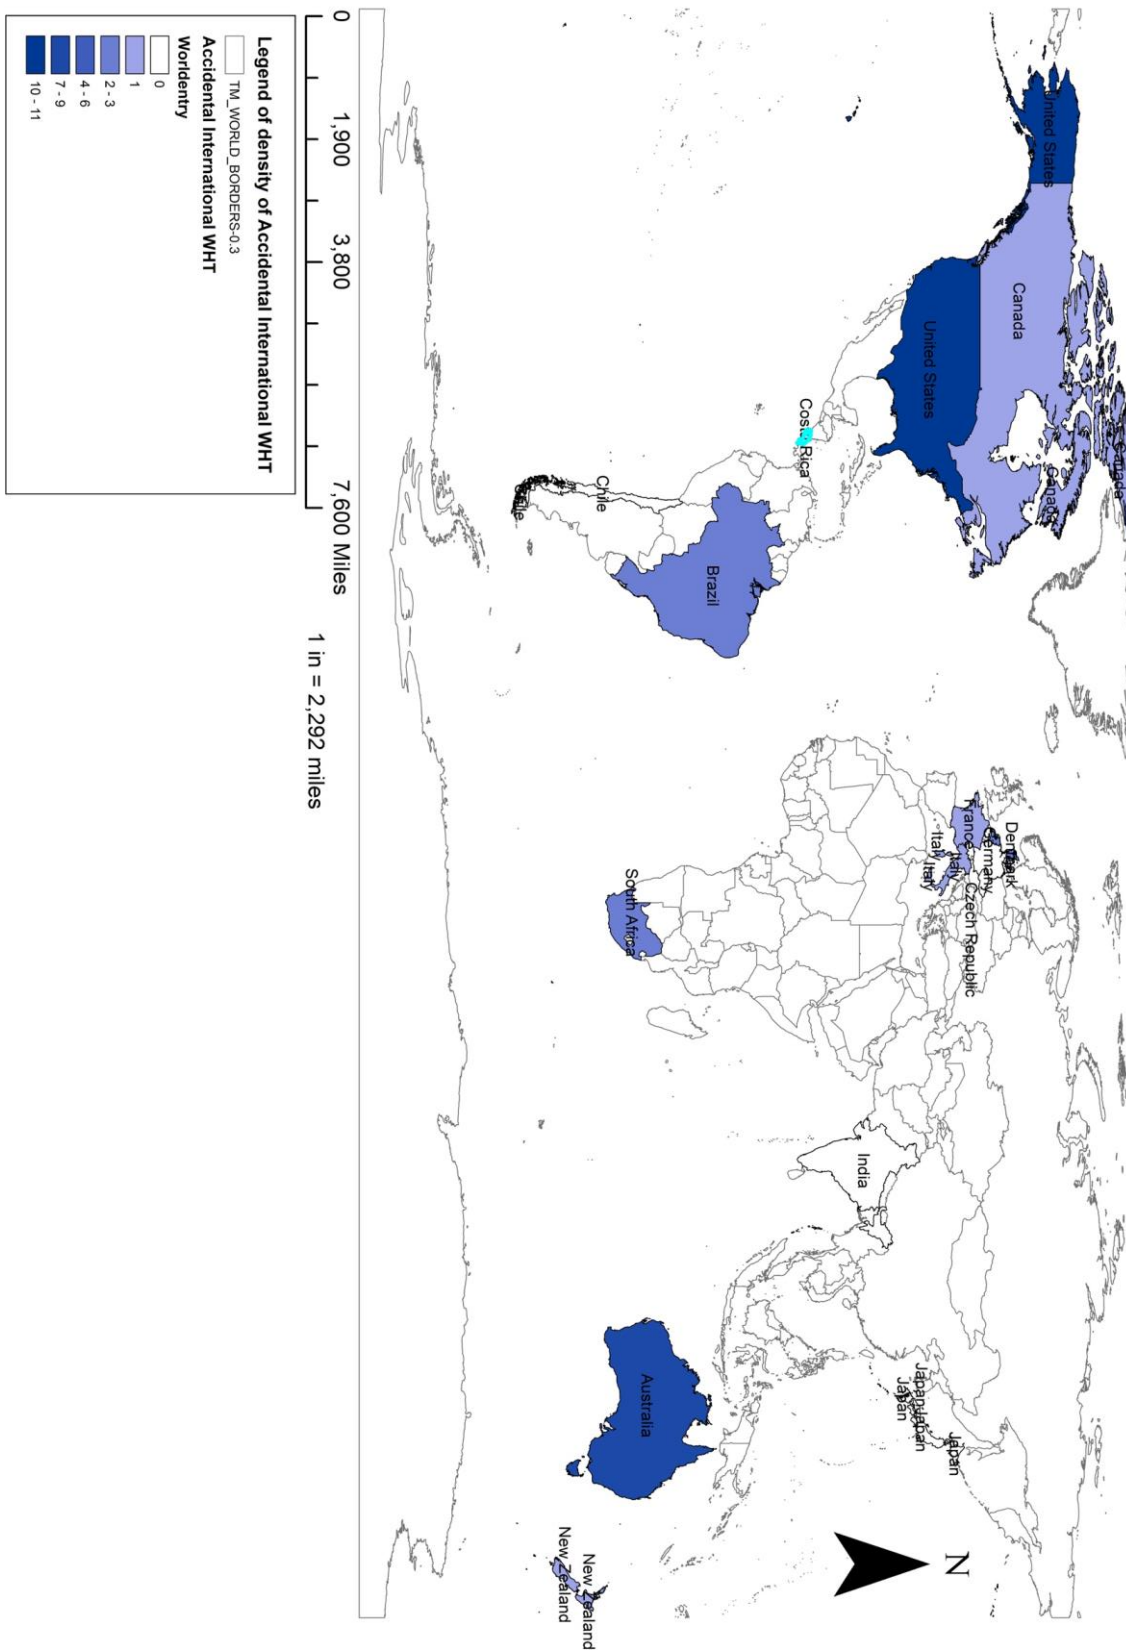 Canada
Canada
United States
Canada
Denmark
Germany
Czech Republic
France
N
Italy
Japan
Italy
Italy
United States
Japan
Japan
Japan
India
Costa Rica
Brazil
Australia
South Africa
Chile
New Zealand
New Zealand
Chile
0 1,900 3,800 7,600 Miles
1 in = 2,292 miles
Legend of density of Accidental International WHT
TM_WORLD_BORDERS-0.3
Accidental International WHT
Worldentry
0
1
2 - 3
4 - 6
7 - 9
10 - 11